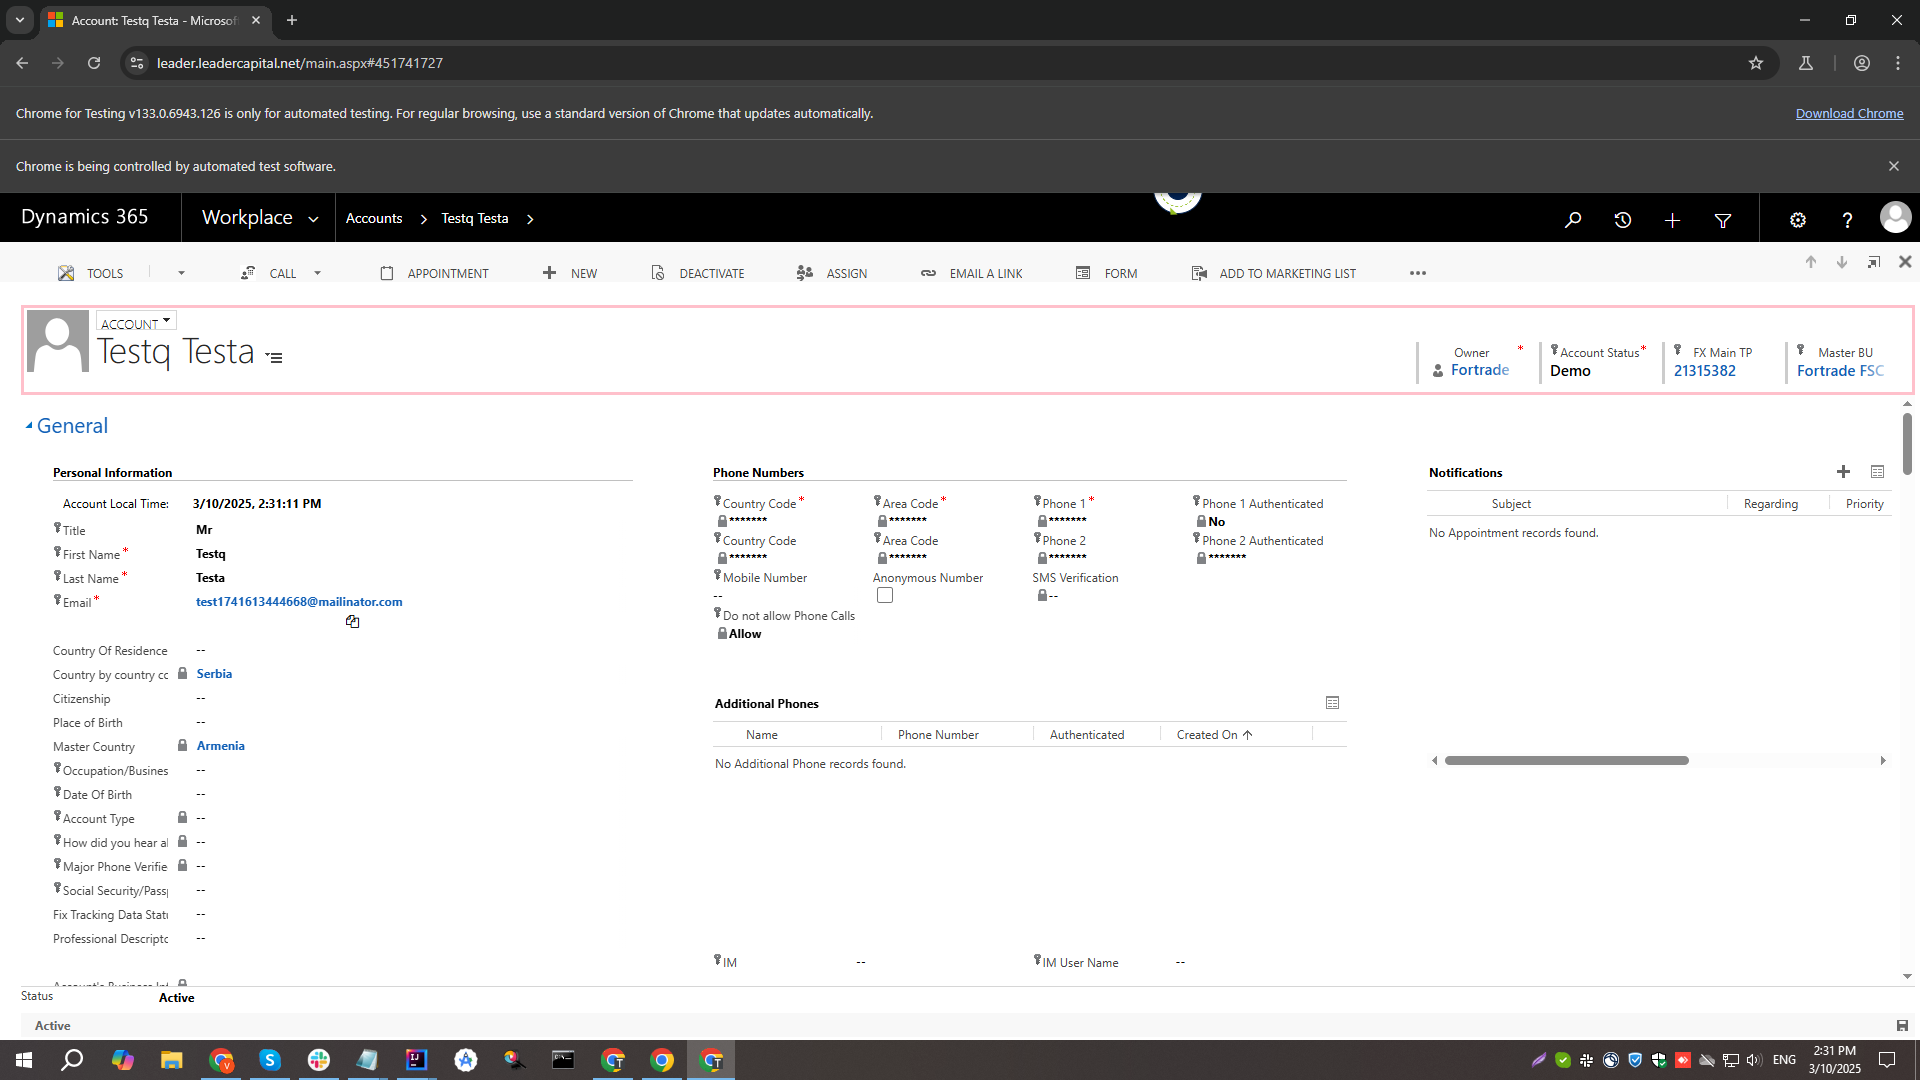 Account: Testq Testa - Microsof
leader.leadercapital.net/main.aspx#451741727
Chrome for Testing v133.0.6943.126 is only for automated testing. For regular browsing, use a standard version of Chrome that updates automatically.
Download Chrome
Chrome is being controlled by automated test software.
Dynamics 365
Workplace
Accounts
Testq Testa
TOOLS
CALL
APPOINTMENT
NEW
DEACTIVATE
ASSIGN
EMAIL A LINK
FORM
ADD TO MARKETING LIST
ACCOUNT
Testq Testa
Owner *
Fortrade
Account Status *
Demo
FX Main TP
21315382
Master BU
Fortrade FSC
General
Personal Information
Account Local Time:
3/10/2025, 2:31:11 PM
Title
Mr
First Name *
Testq
Last Name *
Testa
Email *
test1741613444668@mailinator.com
Country Of Residence
--
Country by country cc
Serbia
Citizenship
--
Place of Birth
--
Master Country
Armenia
Occupation/Busines
--
Date Of Birth
--
Account Type
--
How did you hear a
--
Major Phone Verifie
--
Social Security/Pass
--
Fix Tracking Data Stat
--
Professional Descripto
--
Phone Numbers
Country Code *
*******
Area Code *
*******
Phone 1 *
*******
Phone 1 Authenticated
No
Country Code
*******
Area Code
*******
Phone 2
*******
Phone 2 Authenticated
*******
Mobile Number
--
Anonymous Number
SMS Verification
--
Do not allow Phone Calls
Allow
Additional Phones
Name
Phone Number
Authenticated
Created On
No Additional Phone records found.
IM
--
IM User Name
--
Notifications
Subject
Regarding
Priority
No Appointment records found.
Status
Active
Active
ENG
2:31 PM
3/10/2025